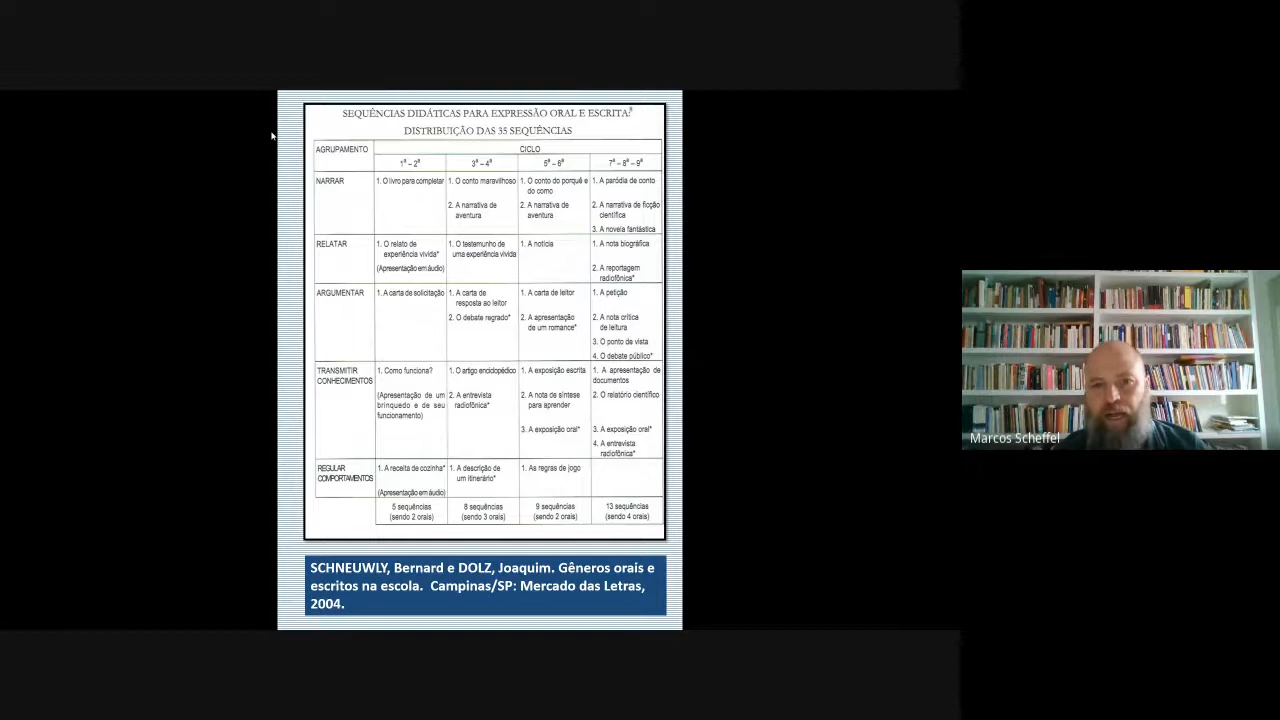 SEQUÊNCIAS DIDÁTICAS PARA EXPRESSÃO ORAL E ESCRITA:⁸
DISTRIBUIÇÃO DAS 35 SEQUÊNCIAS
AGRUPAMENTO
CICLO
1ª – 2ª
3ª – 4ª
5ª – 6ª
7ª – 8ª – 9ª
NARRAR
1. O livro para completar
1. O conto maravilhoso
2. A narrativa de
aventura
1. O conto do porquê e
do como
2. A narrativa de
aventura
1. A paródia de conto
2. A narrativa de ficção
científica
3. A novela fantástica
RELATAR
1. O relato de
experiência vivida*
(Apresentação em áudio)
1. O testemunho de
uma experiência vivida
1. A notícia
1. A nota biográfica
2. A reportagem
radiofônica*
ARGUMENTAR
1. A carta de solicitação
1. A carta de
resposta ao leitor
2. O debate regrado*
1. A carta de leitor
2. A apresentação
de um romance*
1. A petição
2. A nota crítica
de leitura
3. O ponto de vista
4. O debate público*
TRANSMITIR
CONHECIMENTOS
1. Como funciona?
(Apresentação de um
brinquedo e de seu
funcionamento)
1. O artigo enciclopédico
2. A entrevista
radiofônica*
1. A exposição escrita
2. A nota de síntese
para aprender
3. A exposição oral*
1. A apresentação de
documentos
2. O relatório científico
3. A exposição oral*
4. A entrevista
radiofônica*
REGULAR
COMPORTAMENTOS
1. A receita de cozinha*
(Apresentação em áudio)
1. A descrição de
um itinerário*
1. As regras de jogo
5 sequências
(sendo 2 orais)
8 sequências
(sendo 3 orais)
9 sequências
(sendo 2 orais)
13 sequências
(sendo 4 orais)
SCHNEUWLY, Bernard e DOLZ, Joaquim. Gêneros orais e
escritos na escola. Campinas/SP: Mercado das Letras,
2004.
Marcos Scheffel